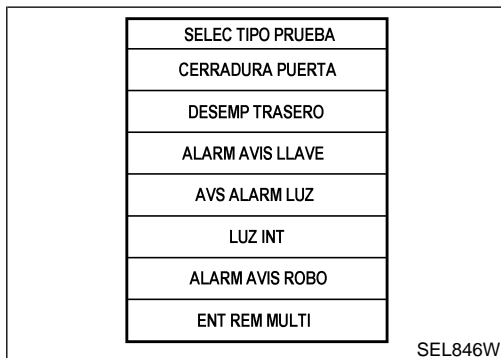 SELEC TIPO PRUEBA
CERRADURA PUERTA
DESEMP TRASERO
ALARM AVIS LLAVE
AVS ALARM LUZ
LUZ INT
ALARM AVIS ROBO
ENT REM MULTI
SEL846W